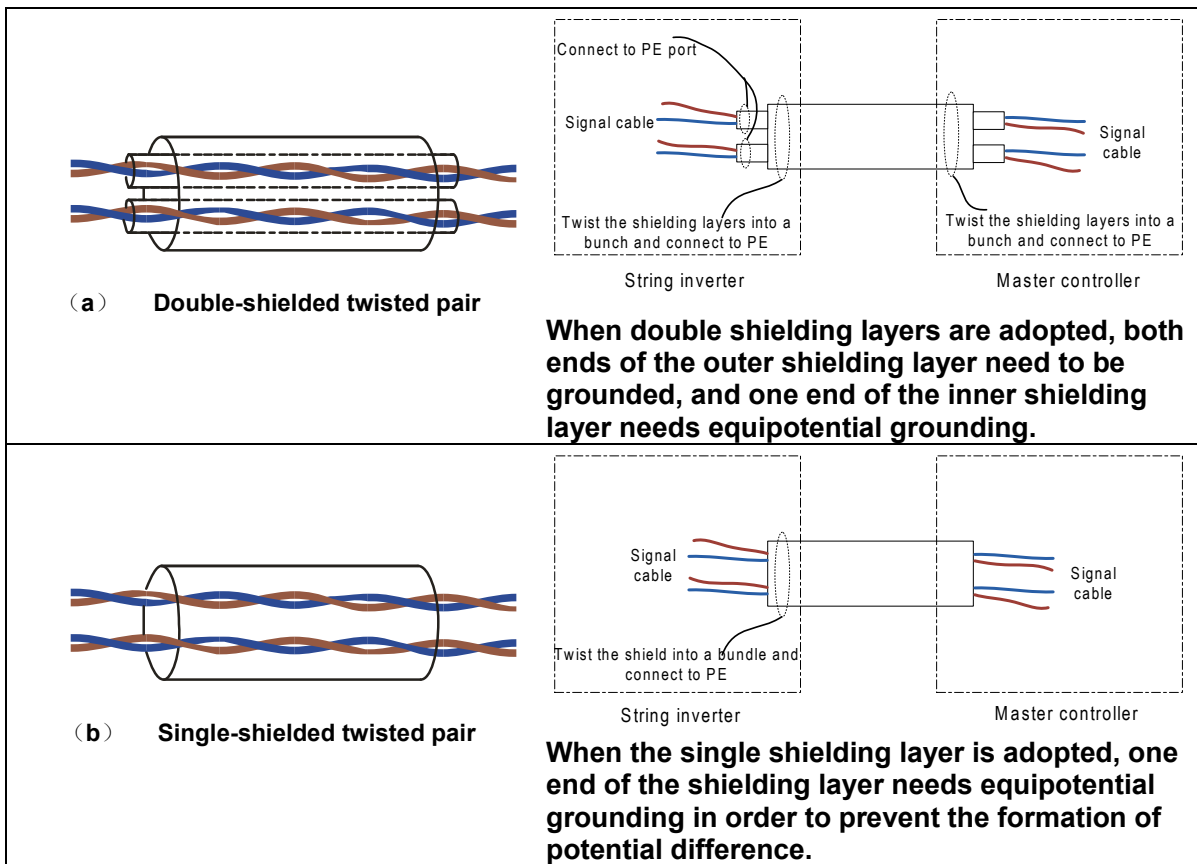 Connect to PE port
Signal cable
Signal
cable
Twist the shielding layers into a
bunch and connect to PE
Twist the shielding layers into a
bunch and connect to PE
String inverter
Master controller
（a） Double-shielded twisted pair
When double shielding layers are adopted, both
ends of the outer shielding layer need to be
grounded, and one end of the inner shielding
layer needs equipotential grounding.
Signal
cable
Signal
cable
Twist the shield into a bundle and
connect to PE
String inverter
Master controller
（b） Single-shielded twisted pair
When the single shielding layer is adopted, one
end of the shielding layer needs equipotential
grounding in order to prevent the formation of
potential difference.